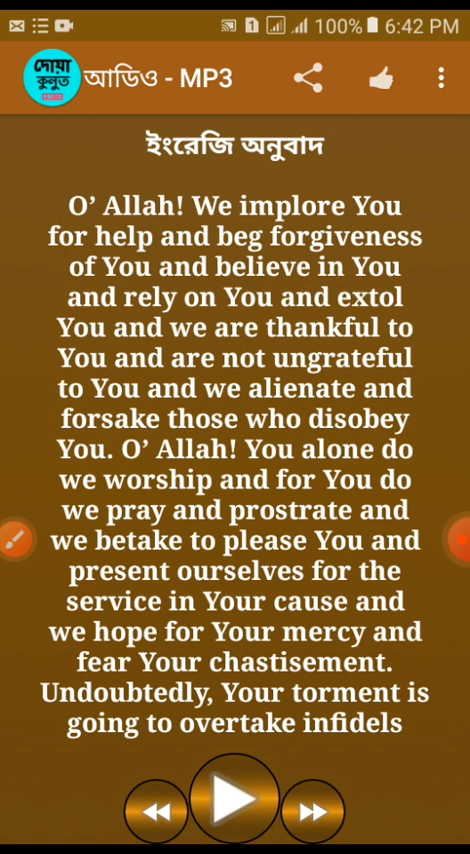 100% 6:42 PM
দোয়া
কুনুত
আডিও - MP3
ইংরেজি অনুবাদ
O’ Allah! We implore You
for help and beg forgiveness
of You and believe in You
and rely on You and extol
You and we are thankful to
You and are not ungrateful
to You and we alienate and
forsake those who disobey
You. O’ Allah! You alone do
we worship and for You do
we pray and prostrate and
we betake to please You and
present ourselves for the
service in Your cause and
we hope for Your mercy and
fear Your chastisement.
Undoubtedly, Your torment is
going to overtake infidels